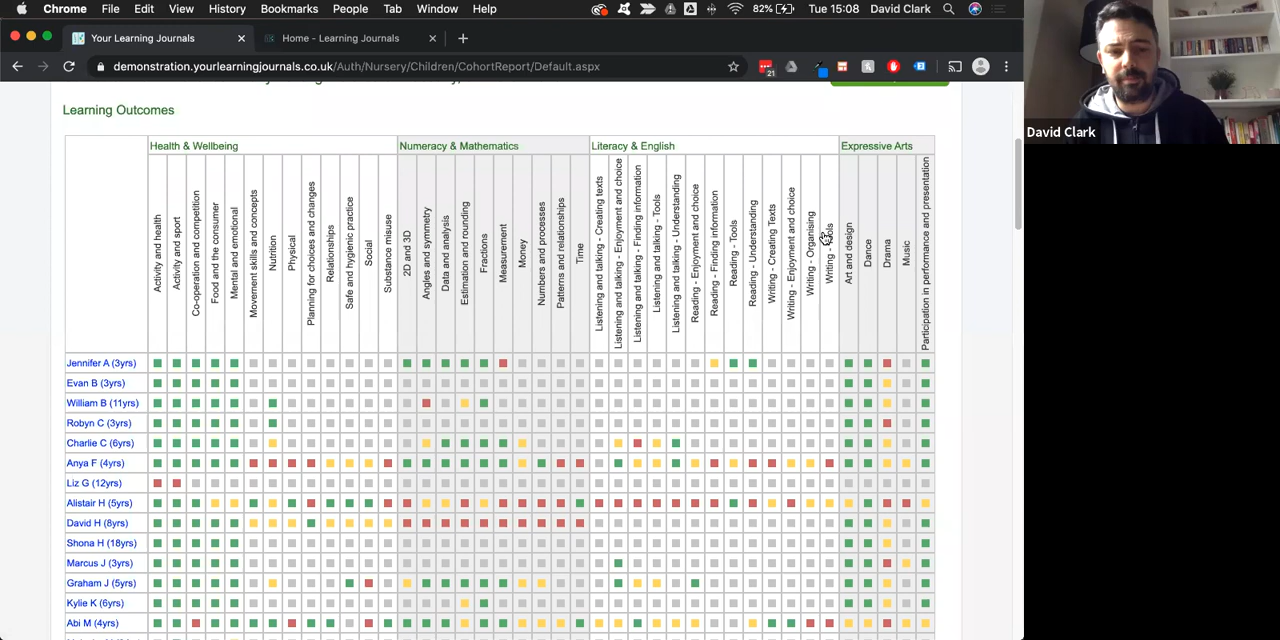 Chrome File Edit View History Bookmarks People Tab Window Help 82% Tue 15:08 David Clark
Your Learning Journals Home - Learning Journals
demonstration.yourlearningjournals.co.uk/Auth/Nursery/Children/CohortReport/Default.aspx 21
David Clark
Learning Outcomes
Health & Wellbeing Numeracy & Mathematics Literacy & English Expressive Arts
Activity and health
Activity and sport
Co-operation and competition
Food and the consumer
Mental and emotional
Movement skills and concepts
Nutrition
Physical
Planning for choices and changes
Relationships
Safe and hygienic practice
Social
Substance misuse
2D and 3D
Angles and symmetry
Data and analysis
Estimation and rounding
Fractions
Measurement
Money
Numbers and processes
Patterns and relationships
Time
Listening and talking - Creating texts
Listening and talking - Enjoyment and choice
Listening and talking - Finding information
Listening and talking - Tools
Listening and talking - Understanding
Reading - Enjoyment and choice
Reading - Finding information
Reading - Tools
Reading - Understanding
Writing - Creating Texts
Writing - Enjoyment and choice
Writing - Organising
Writing - Tools
Art and design
Dance
Drama
Music
Participation in performance and presentation
Jennifer A (3yrs)
Evan B (3yrs)
William B (11yrs)
Robyn C (3yrs)
Charlie C (6yrs)
Anya F (4yrs)
Liz G (12yrs)
Alistair H (5yrs)
David H (8yrs)
Shona H (18yrs)
Marcus J (3yrs)
Graham J (5yrs)
Kylie K (6yrs)
Abi M (4yrs)